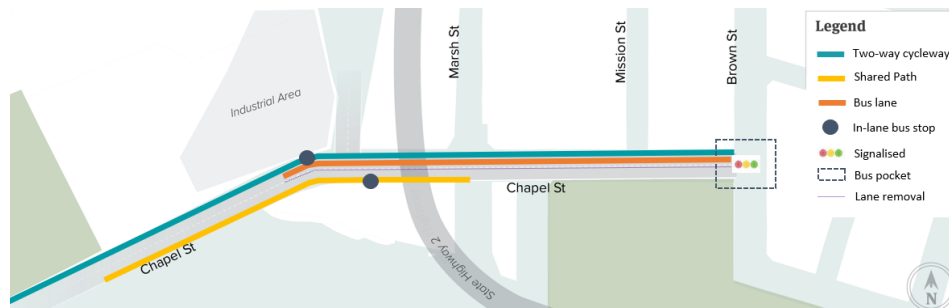 Industrial Area
Marsh St
Mission St
Brown St
Chapel St
Chapel St
State Highway 2
Legend
Two-way cycleway
Shared Path
Bus lane
In-lane bus stop
Signalised
Bus pocket
Lane removal
N